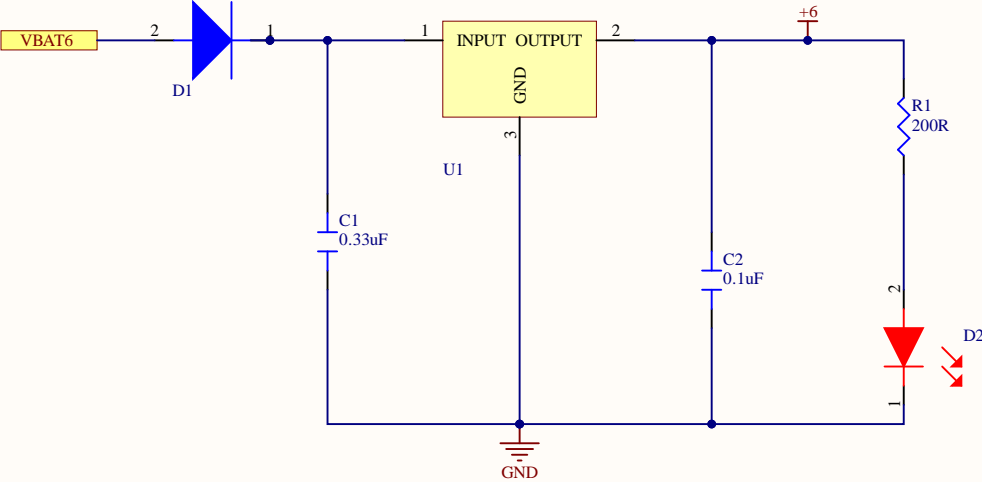 VBAT6
2
D1
1
1
INPUT OUTPUT
GND
2
3
U1
+6
R1
200R
C1
0.33uF
C2
0.1uF
2
D2
1
GND